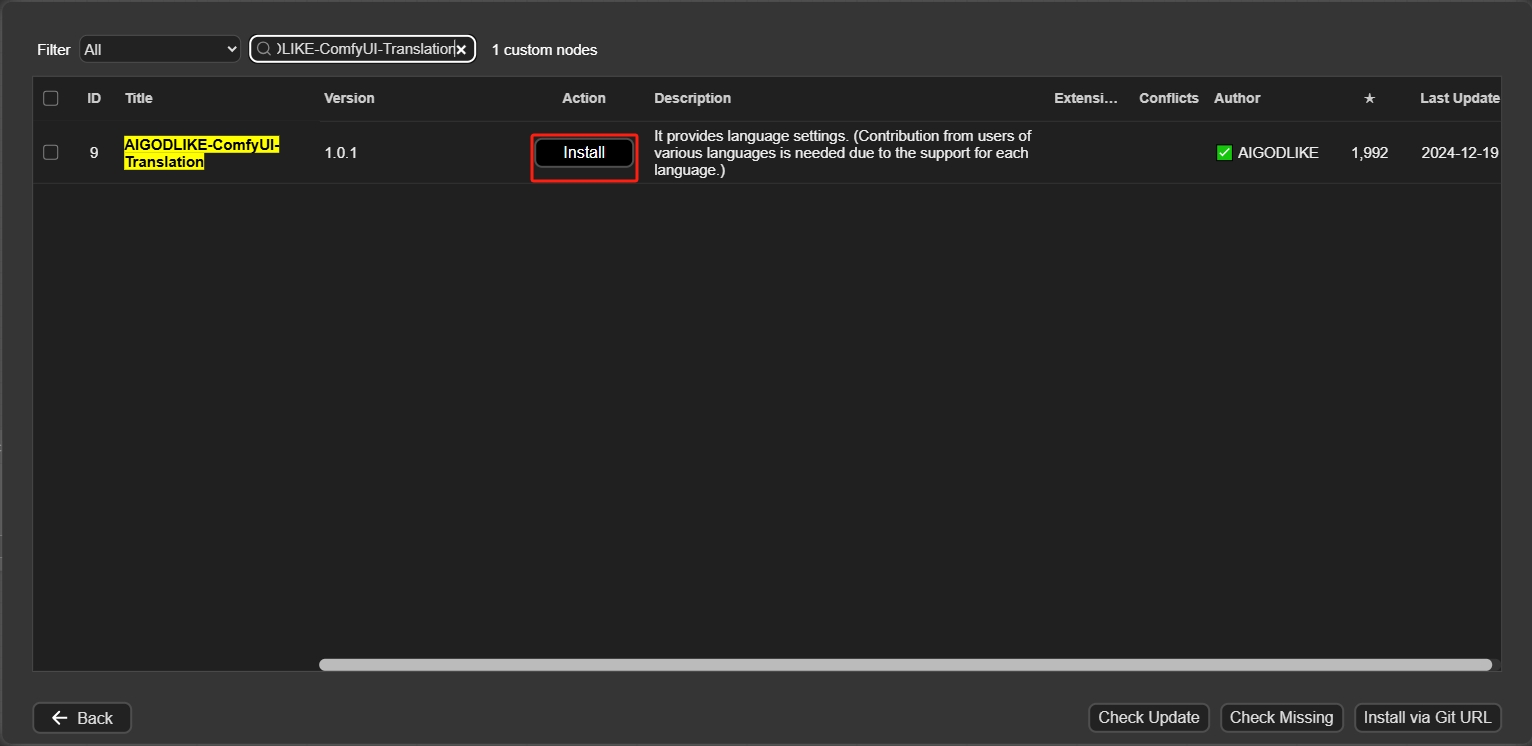 Filter All LIKE-ComfyUI-Translation 1 custom nodes
ID Title Version Action Description Extensi... Conflicts Author ★ Last Update
9 AIGODLIKE-ComfyUI-
Translation 1.0.1 Install It provides language settings. (Contribution from users of
various languages is needed due to the support for each
language.) AIGODLIKE 1,992 2024-12-19
Back Check Update Check Missing Install via Git URL